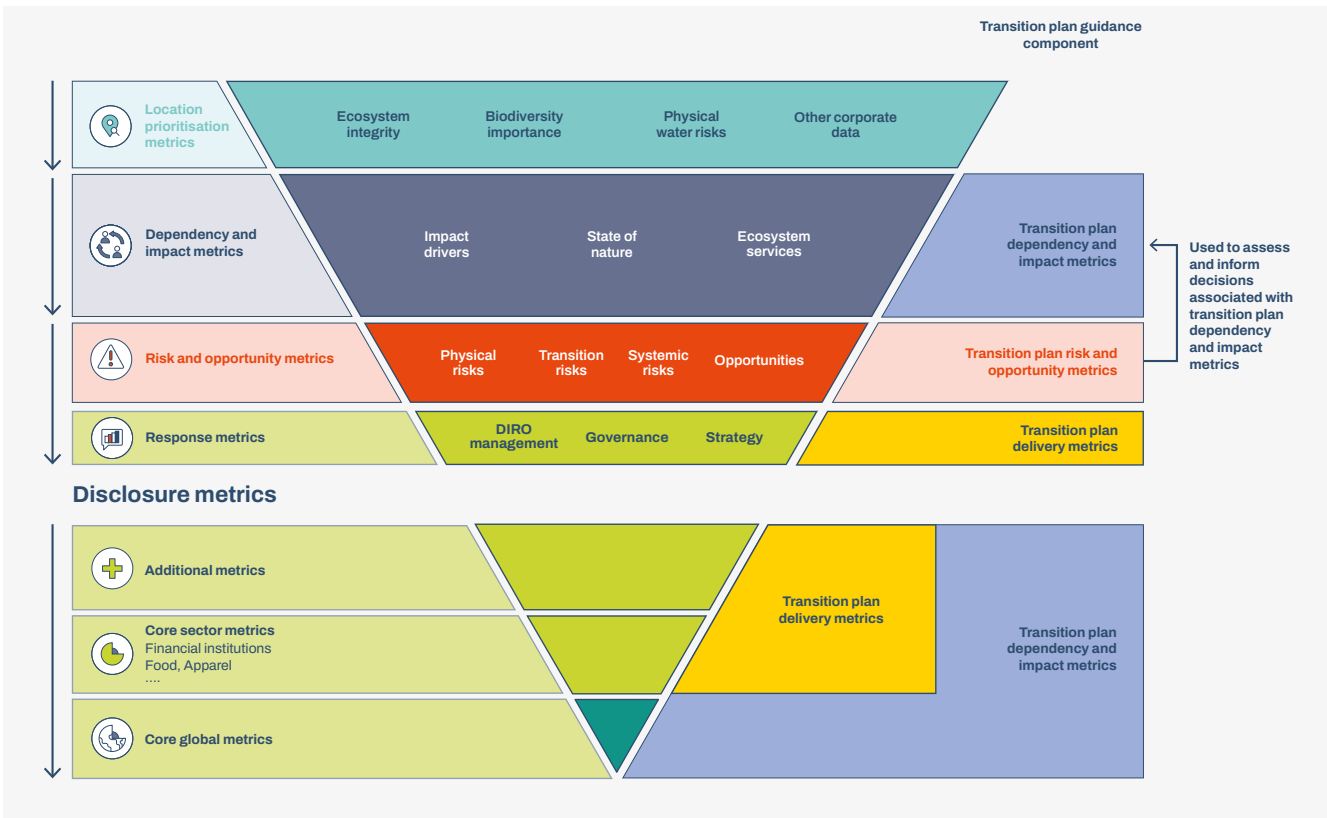 Transition plan guidance
component
Location
prioritisation
metrics
Ecosystem
integrity
Biodiversity
importance
Physical
water risks
Other corporate
data
Dependency and
impact metrics
Impact
drivers
State of
nature
Ecosystem
services
Transition plan
dependency and
impact metrics
Used to assess
and inform
decisions
associated with
transition plan
dependency
and impact
metrics
Risk and opportunity metrics
Physical
risks
Transition
risks
Systemic
risks
Opportunities
Transition plan risk and
opportunity metrics
Response metrics
DIRO
management
Governance
Strategy
Transition plan
delivery metrics
Disclosure metrics
Additional metrics
Core sector metrics
Financial institutions
Food, Apparel
....
Transition plan
delivery metrics
Transition plan
dependency and
impact metrics
Core global metrics